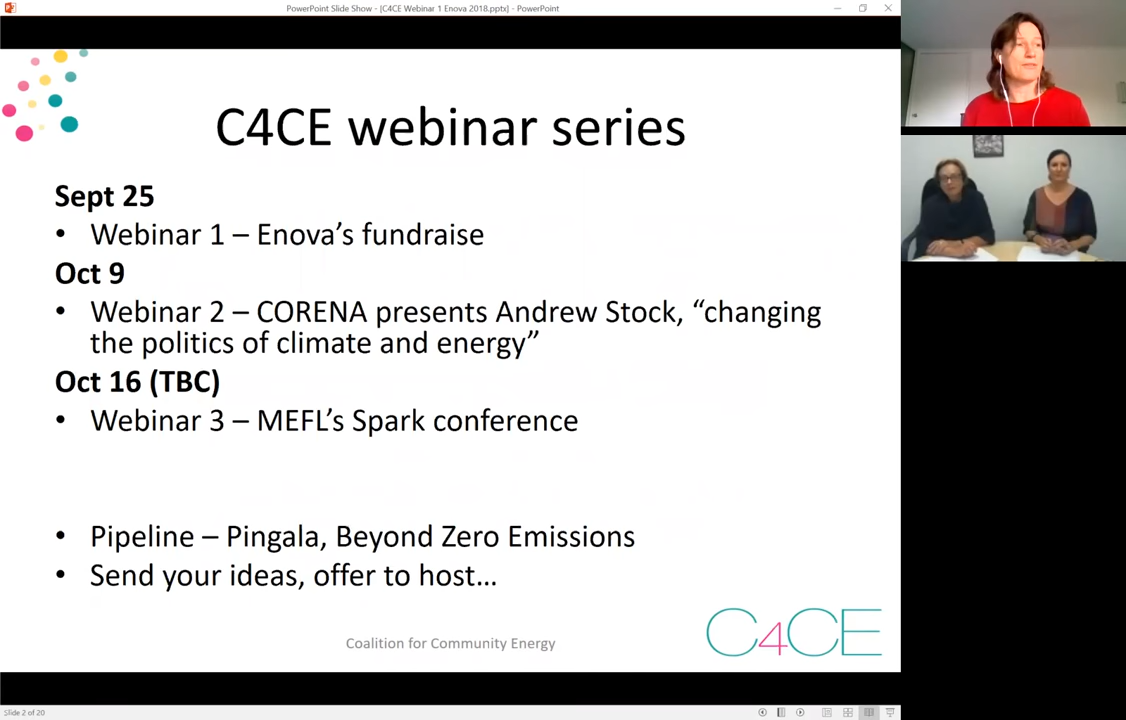 PowerPoint Slide Show - [C4CE Webinar 1 Enova 2018.pptx] - PowerPoint
C4CE webinar series
Sept 25
• Webinar 1 – Enova’s fundraise
Oct 9
• Webinar 2 – CORENA presents Andrew Stock, “changing
the politics of climate and energy”
Oct 16 (TBC)
• Webinar 3 – MEFL’s Spark conference
• Pipeline – Pingala, Beyond Zero Emissions
• Send your ideas, offer to host…
Coalition for Community Energy
C4CE
Slide 2 of 20